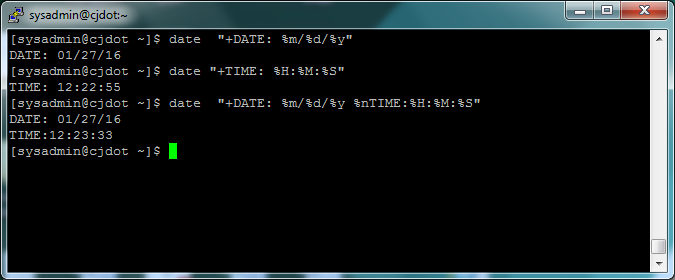 sysadmin@cjdot:~
[sysadmin@cjdot ~]$ date  "+DATE: %m/%d/%y"
DATE: 01/27/16
[sysadmin@cjdot ~]$ date "+TIME: %H:%M:%S"
TIME: 12:22:55
[sysadmin@cjdot ~]$ date  "+DATE: %m/%d/%y %nTIME:%H:%M:%S"
DATE: 01/27/16
TIME:12:23:33
[sysadmin@cjdot ~]$